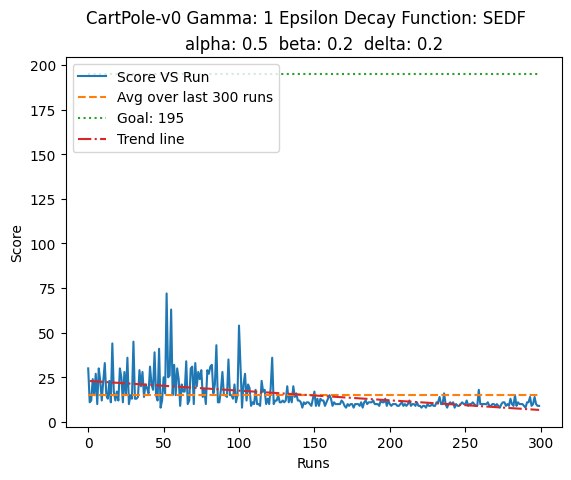 CartPole-v0 Gamma: 1 Epsilon Decay Function: SEDF
alpha: 0.5 beta: 0.2 delta: 0.2
Score VS Run
Avg over last 300 runs
Goal: 195
Trend line
200
175
150
125
100
75
50
25
0
Score
0
50
100
150
200
250
300
Runs